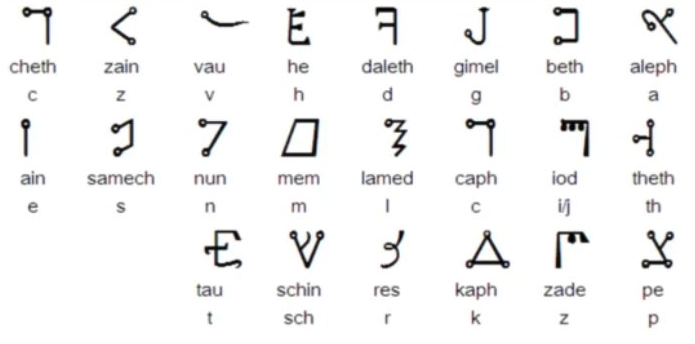 cheth zain vau he daleth gimel beth aleph
c z v h d g b a
ain samech nun mem lamed caph iod theth
e s n m l c i/j th
tau schin res kaph zade pe
t sch r k z p